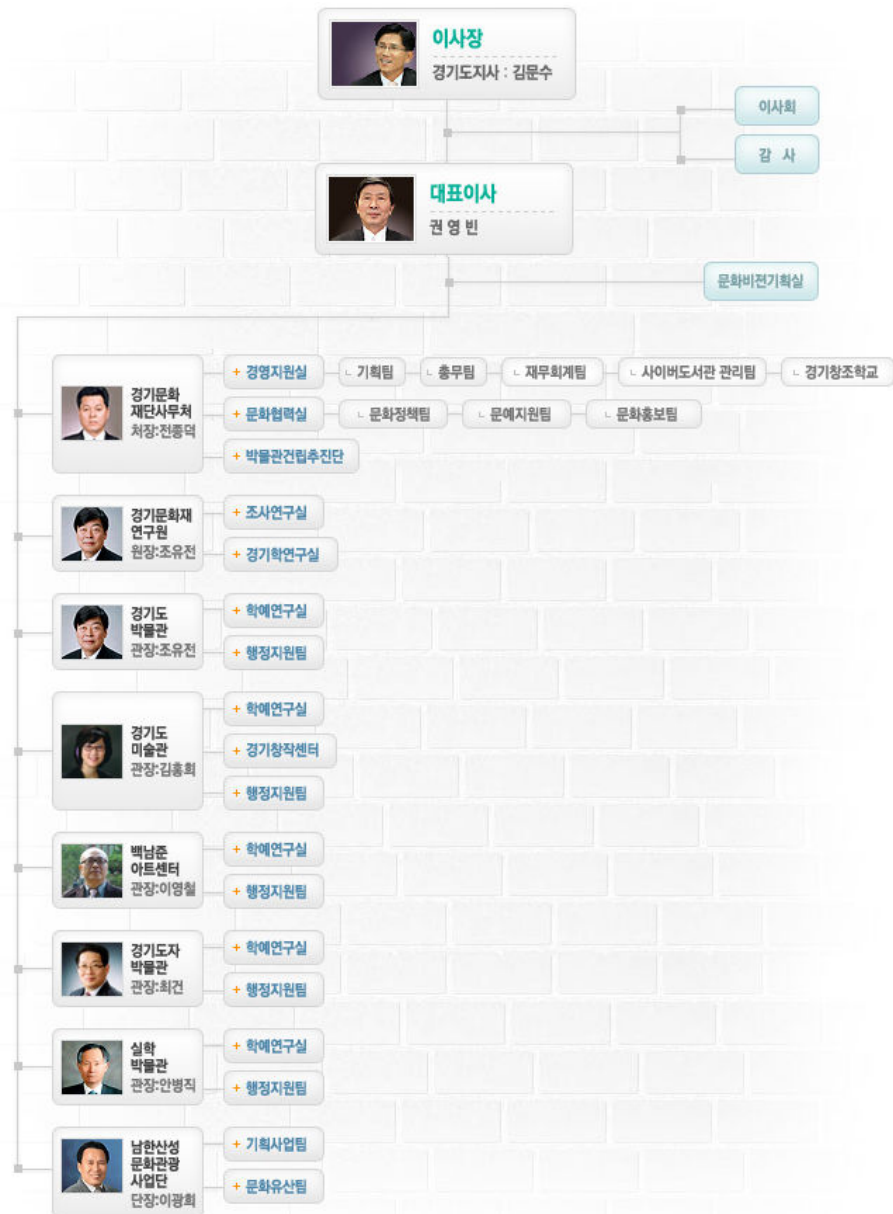 이사장
경기도지사 : 김문수
이사회
감 사
대표이사
권 영 빈
문화비전기획실
경기문화
재단사무처
처장:전종덕
+ 경영지원실
ㄴ 기획팀
ㄴ 총무팀
ㄴ 재무회계팀
ㄴ 사이버도서관 관리팀
ㄴ 경기창조학교
+ 문화협력실
ㄴ 문화정책팀
ㄴ 문예지원팀
ㄴ 문화홍보팀
+ 박물관건립추진단
경기문화재
연구원
원장:조유전
+ 조사연구실
+ 경기학연구실
경기도
박물관
관장:조유전
+ 학예연구실
+ 행정지원팀
경기도
미술관
관장:김홍희
+ 학예연구실
+ 경기창작센터
+ 행정지원팀
백남준
아트센터
관장:이영철
+ 학예연구실
+ 행정지원팀
경기도자
박물관
관장:최건
+ 학예연구실
+ 행정지원팀
실학
박물관
관장:안병직
+ 학예연구실
+ 행정지원팀
남한산성
문화관광
사업단
단장:이광희
+ 기획사업팀
+ 문화유산팀